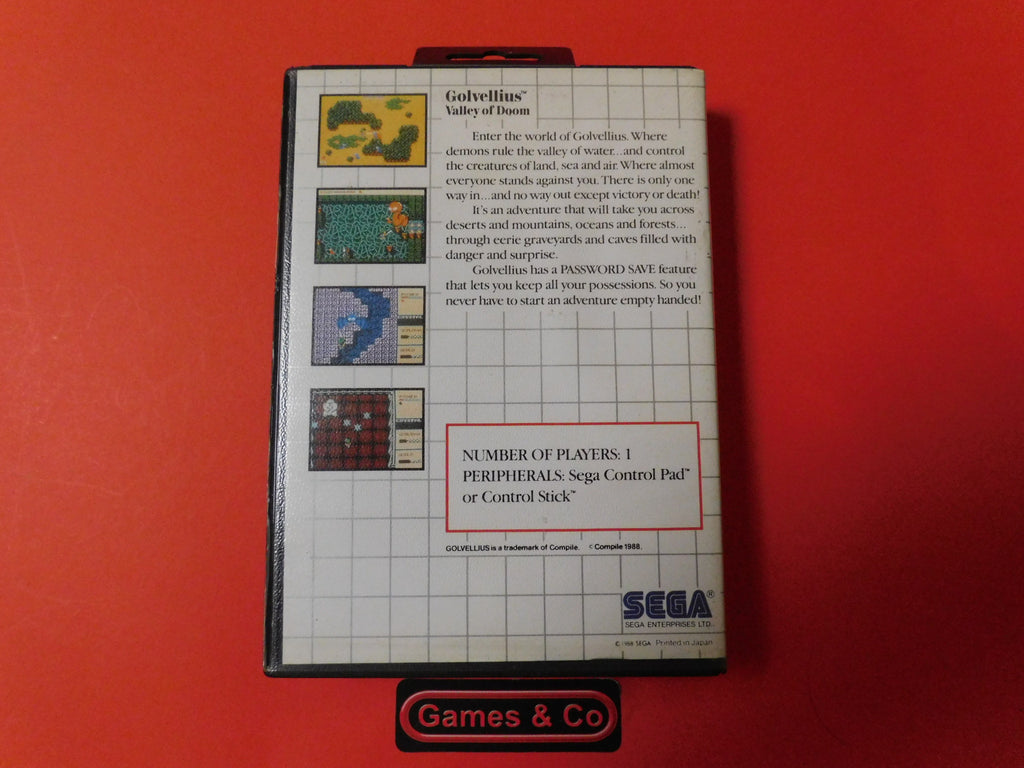 Golvellius™
Valley of Doom
Enter the world of Golvellius. Where
demons rule the valley of water...and control
the creatures of land, sea and air. Where almost
everyone stands against you. There is only one
way in...and no way out except victory or death!
It's an adventure that will take you across
deserts and mountains, oceans and forests...
through eerie graveyards and caves filled with
danger and surprise.
Golvellius has a PASSWORD SAVE feature
that lets you keep all your possessions. So you
never have to start an adventure empty handed!
NUMBER OF PLAYERS: 1
PERIPHERALS: Sega Control Pad™
or Control Stick™
GOLVELLIUS is a trademark of Compile. © Compile 1988.
SEGA®
SEGA ENTERPRISES LTD.
© 1988 SEGA Printed in Japan
Games & Co